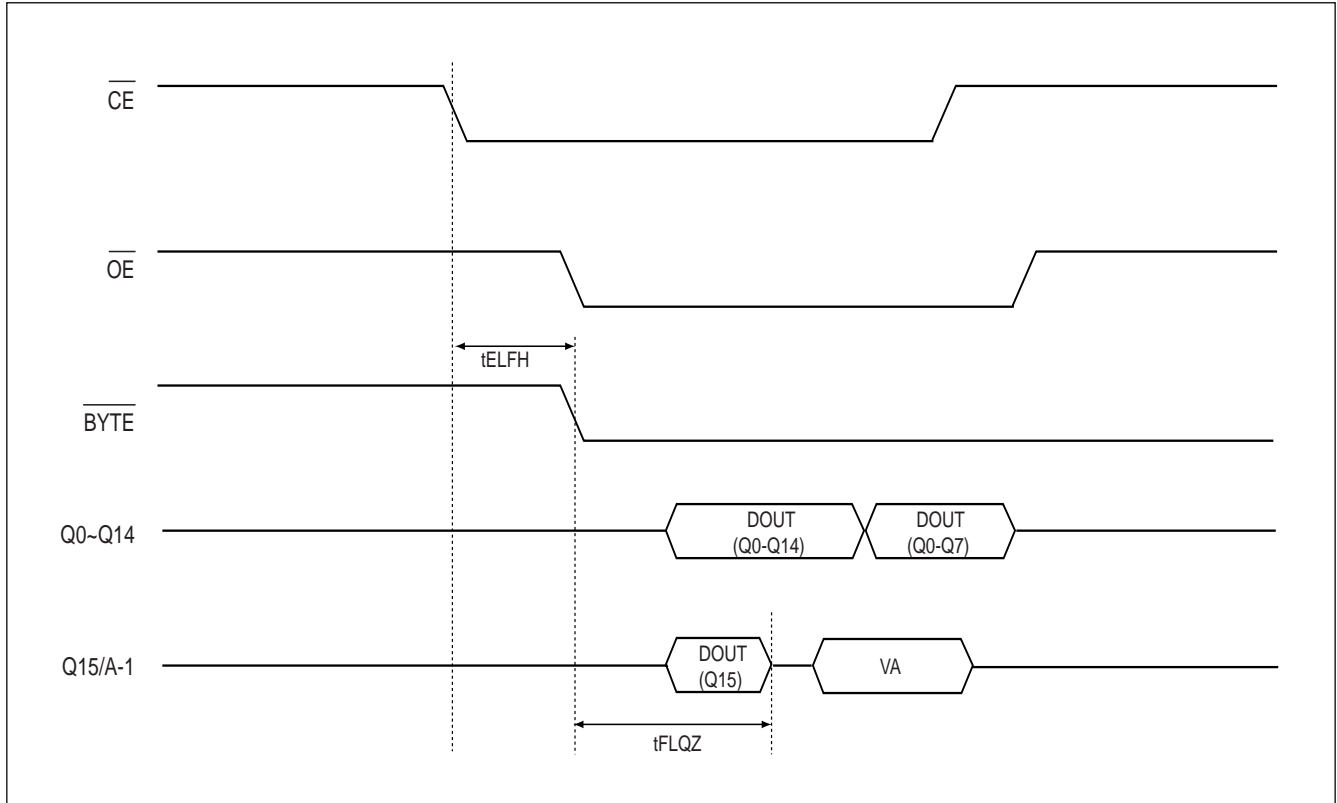 CE
OE
tELFH
BYTE
Q0~Q14
DOUT
(Q0-Q14)
DOUT
(Q0-Q7)
Q15/A-1
DOUT
(Q15)
VA
tFLQZ